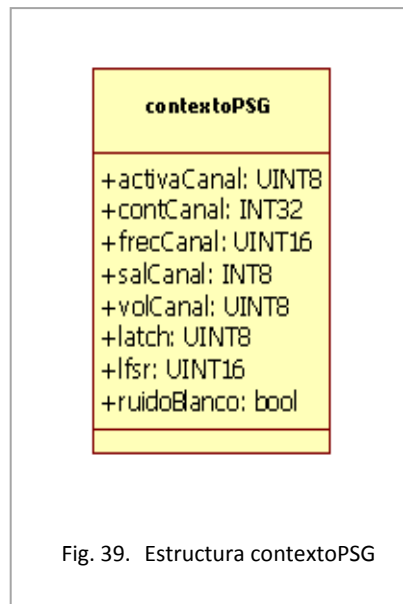 contextoPSG
+activaCanal: UINT8
+contCanal: INT32
+frecCanal: UINT16
+salCanal: INT8
+volCanal: UINT8
+latch: UINT8
+lfsr: UINT16
+ruidoBlanco: bool
Fig. 39. Estructura contextoPSG